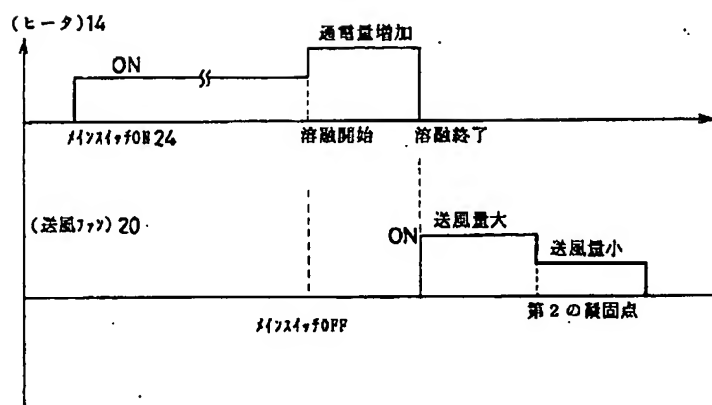 (ヒータ)14
通電量増加
ON
メインスイッチON24
溶融開始
溶融終了
(送風ファン)20
送風量大
ON
送風量小
第2の凝固点
メインスイッチOFF